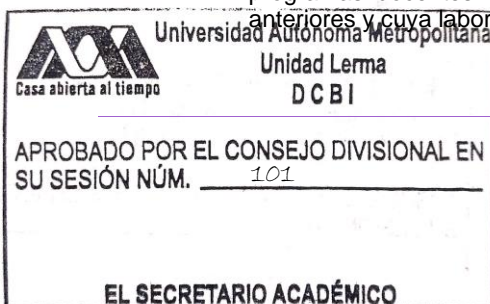 anteriores y cuya labor
Universidad Autónoma Metropolitana
Unidad Lerma
Casa abierta al tiempo
DCBI
APROBADO POR EL CONSEJO DIVISIONAL EN
SU SESIÓN NÚM. 101
EL SECRETARIO ACADÉMICO